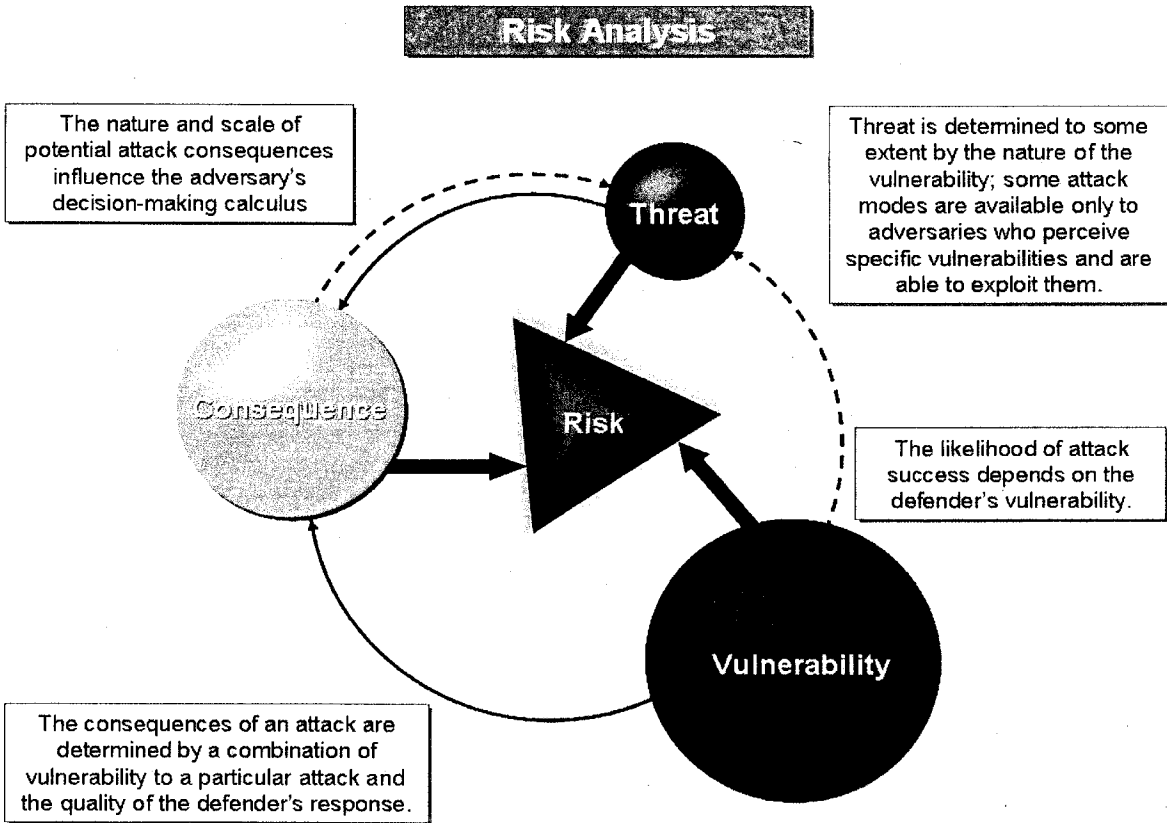 Risk Analysis
The nature and scale of
potential attack consequences
influence the adversary's
decision-making calculus
Threat is determined to some
extent by the nature of the
vulnerability; some attack
modes are available only to
adversaries who perceive
specific vulnerabilities and are
able to exploit them.
Threat
Consequence
Risk
The likelihood of attack
success depends on the
defender's vulnerability.
Vulnerability
The consequences of an attack are
determined by a combination of
vulnerability to a particular attack and
the quality of the defender's response.